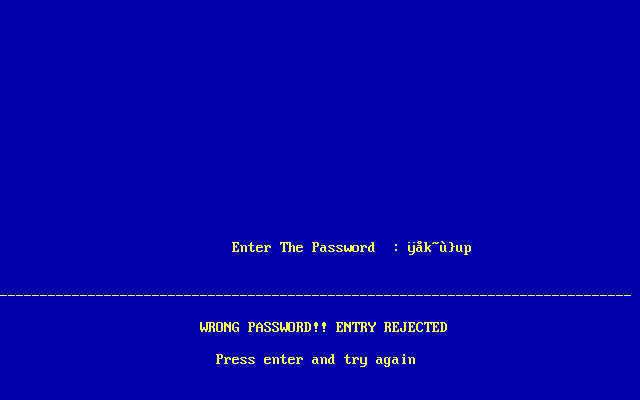 Enter The Password  : ÿåk~ù}up
WRONG PASSWORD!! ENTRY REJECTED
Press enter and try again